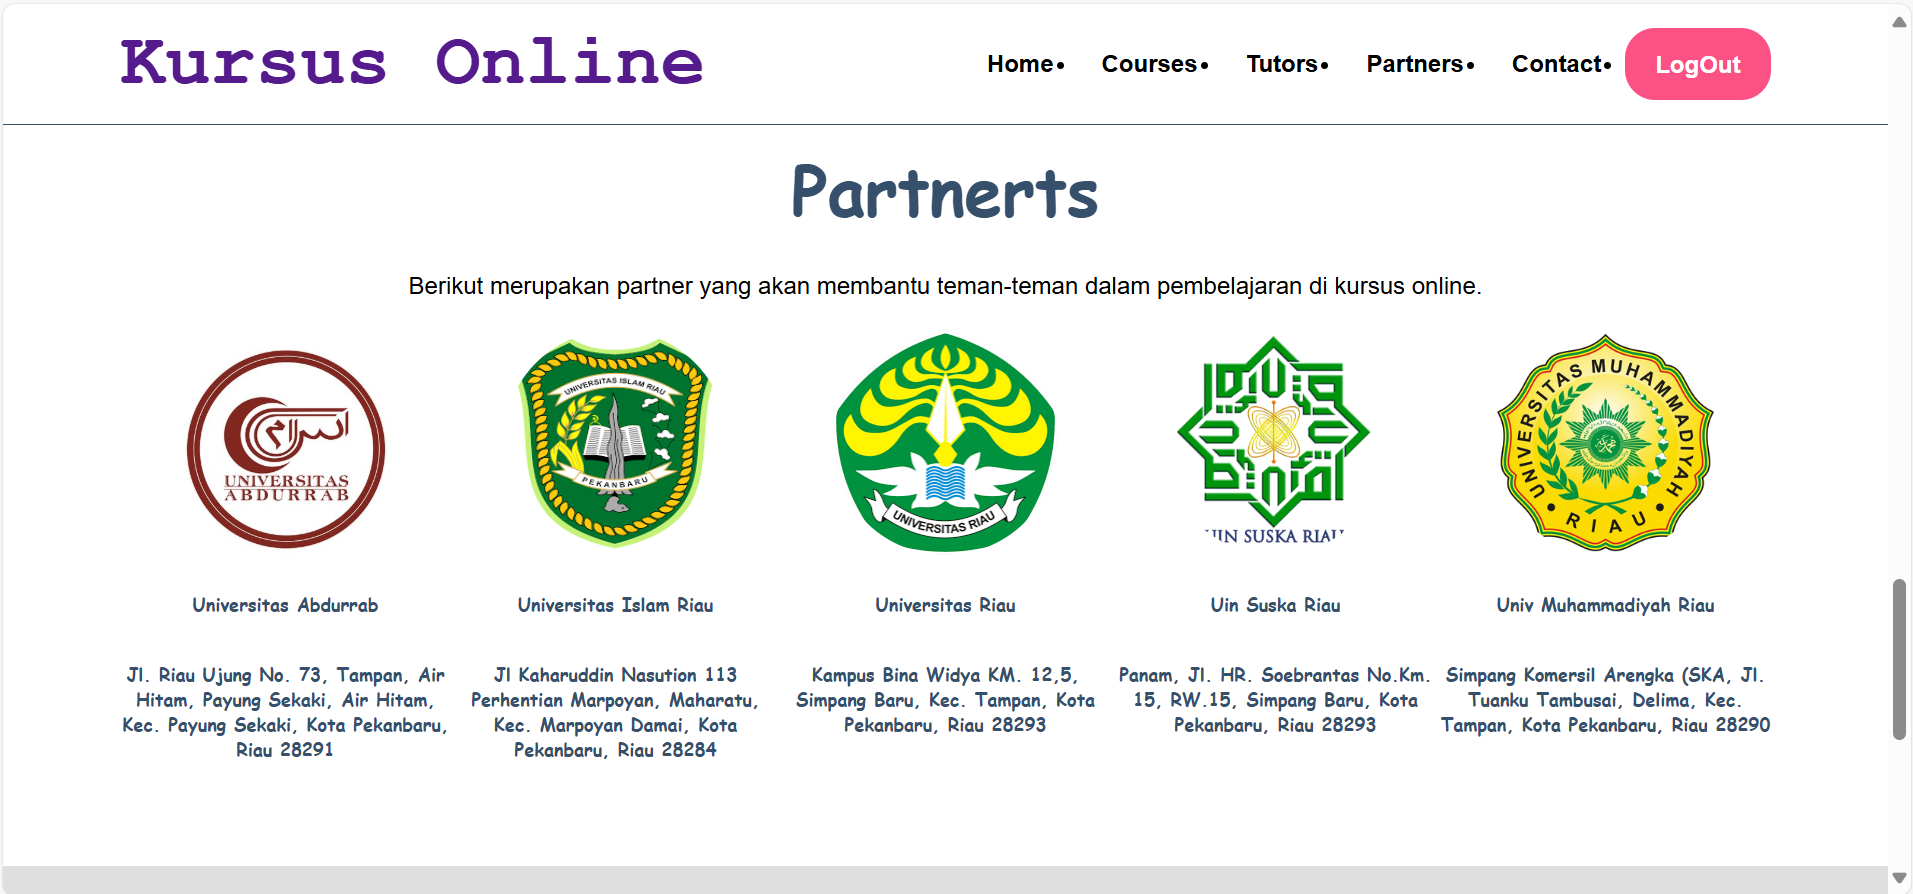 Kursus Online
Home
Courses
Tutors
Partners
Contact
LogOut
Partnerts
Berikut merupakan partner yang akan membantu teman-teman dalam pembelajaran di kursus online.
UNIVERSITAS
ABDURRAB
UNIVERSITAS ISLAM RIAU
PEKANBARU
UNIVERSITAS RIAU
UIN SUSKA RIAU
UNIVERSITAS MUHAMMADIYAH
RIAU
Universitas Abdurrab
Universitas Islam Riau
Universitas Riau
Uin Suska Riau
Univ Muhammadiyah Riau
Jl. Riau Ujung No. 73, Tampan, Air
Hitam, Payung Sekaki, Air Hitam,
Kec. Payung Sekaki, Kota Pekanbaru,
Riau 28291
Jl Kaharuddin Nasution 113
Perhentian Marpoyan, Maharatu,
Kec. Marpoyan Damai, Kota
Pekanbaru, Riau 28284
Kampus Bina Widya KM. 12,5,
Simpang Baru, Kec. Tampan, Kota
Pekanbaru, Riau 28293
Panam, Jl. HR. Soebrantas No.Km.
15, RW.15, Simpang Baru, Kota
Pekanbaru, Riau 28293
Simpang Komersil Arengka (SKA, Jl.
Tuanku Tambusai, Delima, Kec.
Tampan, Kota Pekanbaru, Riau 28290